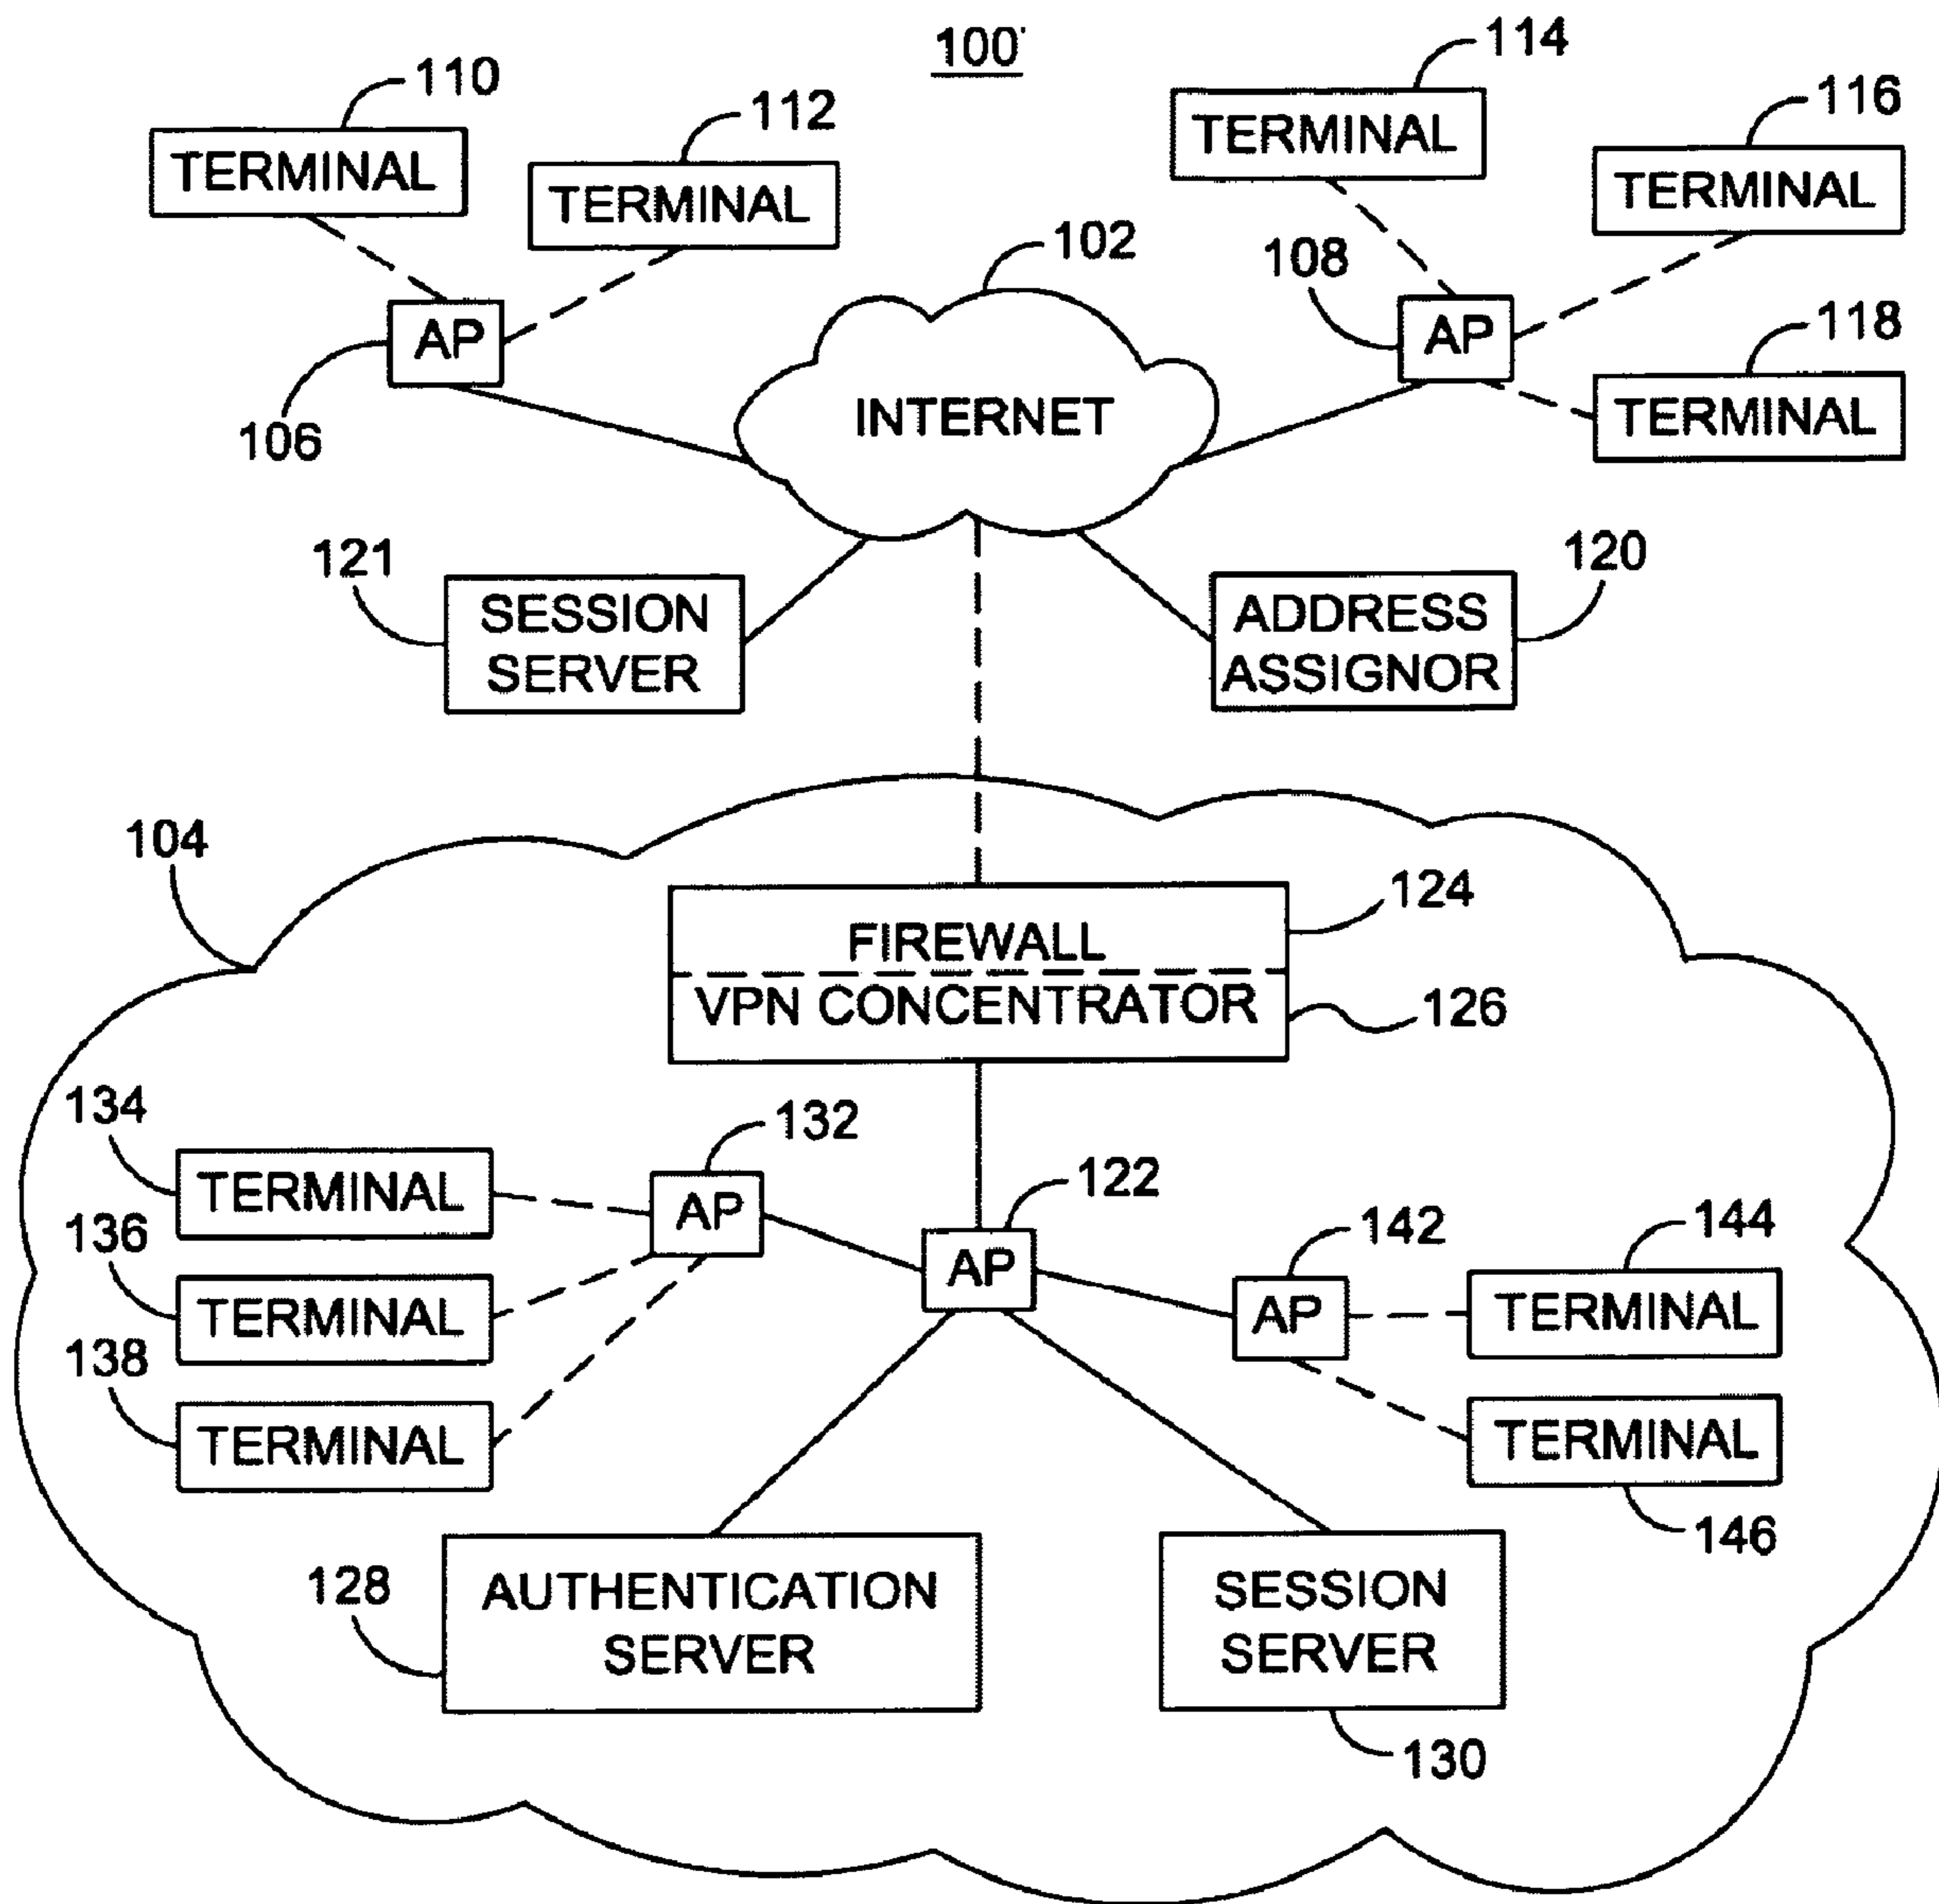 100'
110
TERMINAL
112
TERMINAL
114
TERMINAL
116
TERMINAL
102
108
AP
AP
118
TERMINAL
106
INTERNET
121
SESSION
SERVER
120
ADDRESS
ASSIGNOR
104
124
FIREWALL
VPN CONCENTRATOR
126
134
TERMINAL
132
AP
122
AP
136
TERMINAL
142
AP
144
TERMINAL
138
TERMINAL
TERMINAL
146
128
AUTHENTICATION
SERVER
SESSION
SERVER
130